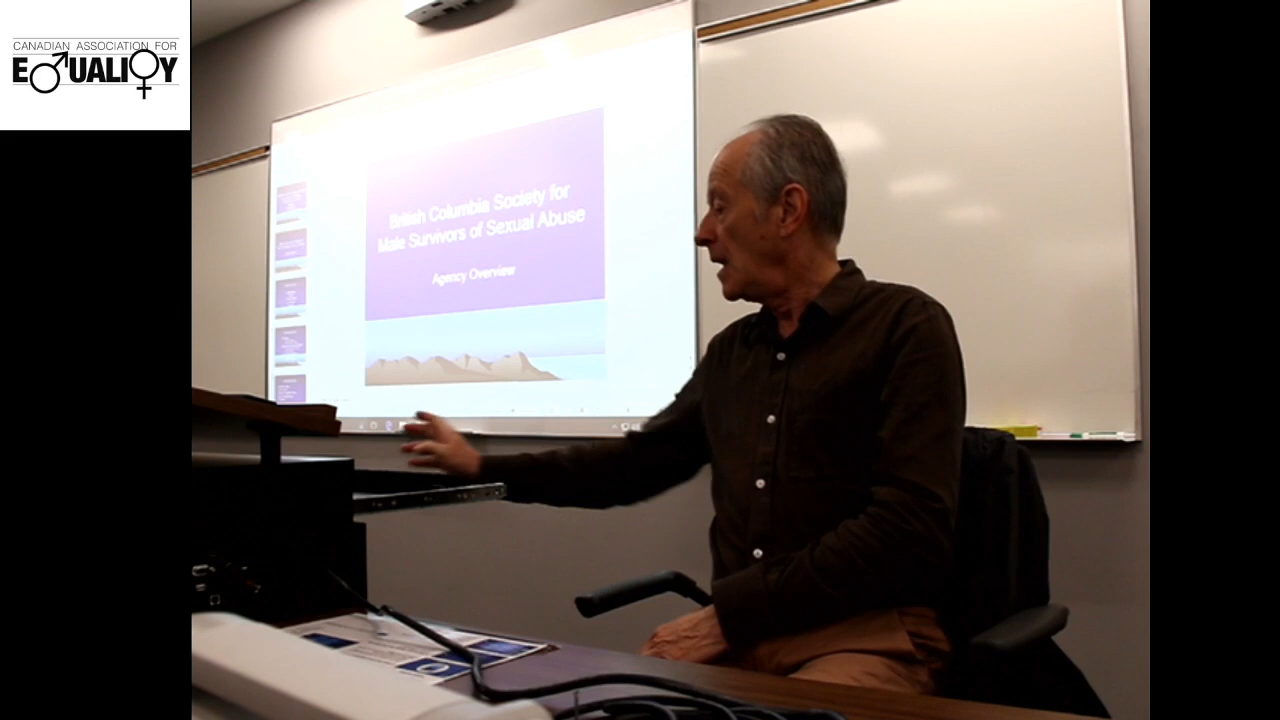 CANADIAN ASSOCIATION FOR
EQUALITY
British Columbia Society for
Male Survivors of Sexual Abuse
Agency Overview